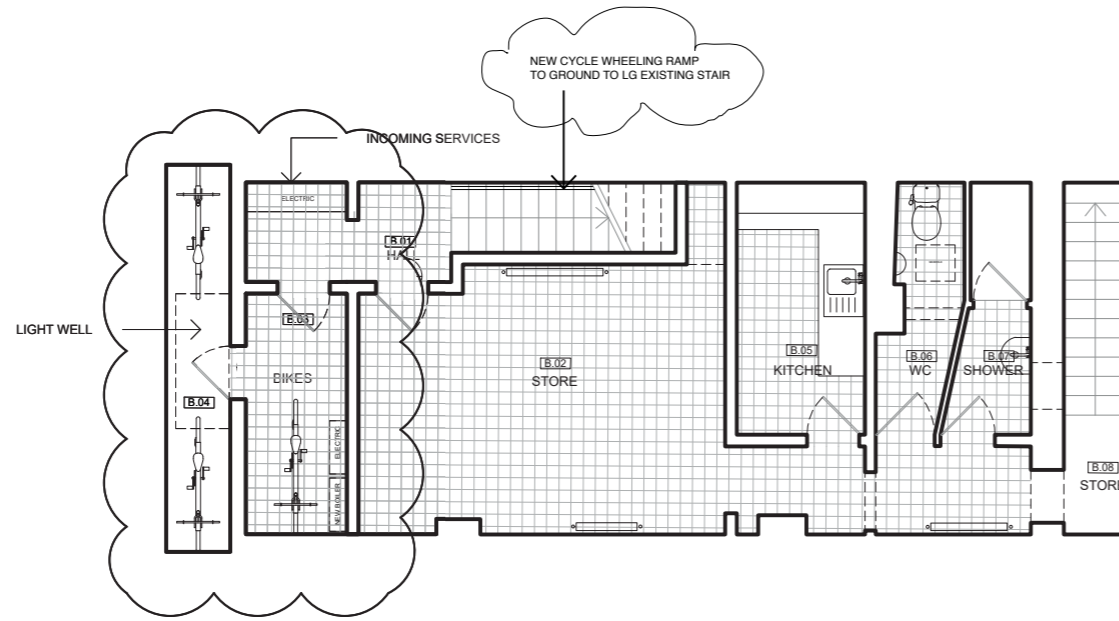 NEW CYCLE WHEELING RAMP
TO GROUND TO LG EXISTING STAIR
INCOMING SERVICES
ELECTRIC
B.01
HALL
LIGHT WELL
B.03
BIKES
B.04
ELECTRIC
NEW BOILER
B.02
STORE
B.05
KITCHEN
B.06
WC
B.07
SHOWER
B.08
STORE